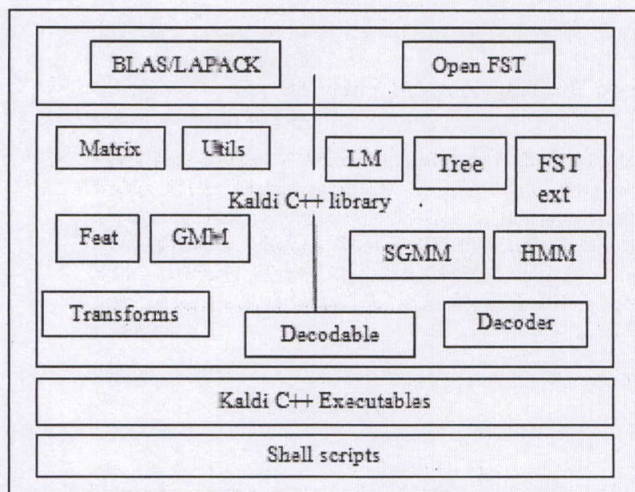 BLAS/LAPACK Open FST
Matrix Utils LM Tree FST
ext
Kaldi C++ library
Feat GMM SGMM HMM
Transforms Decodable Decoder
Kaldi C++ Executables
Shell scripts